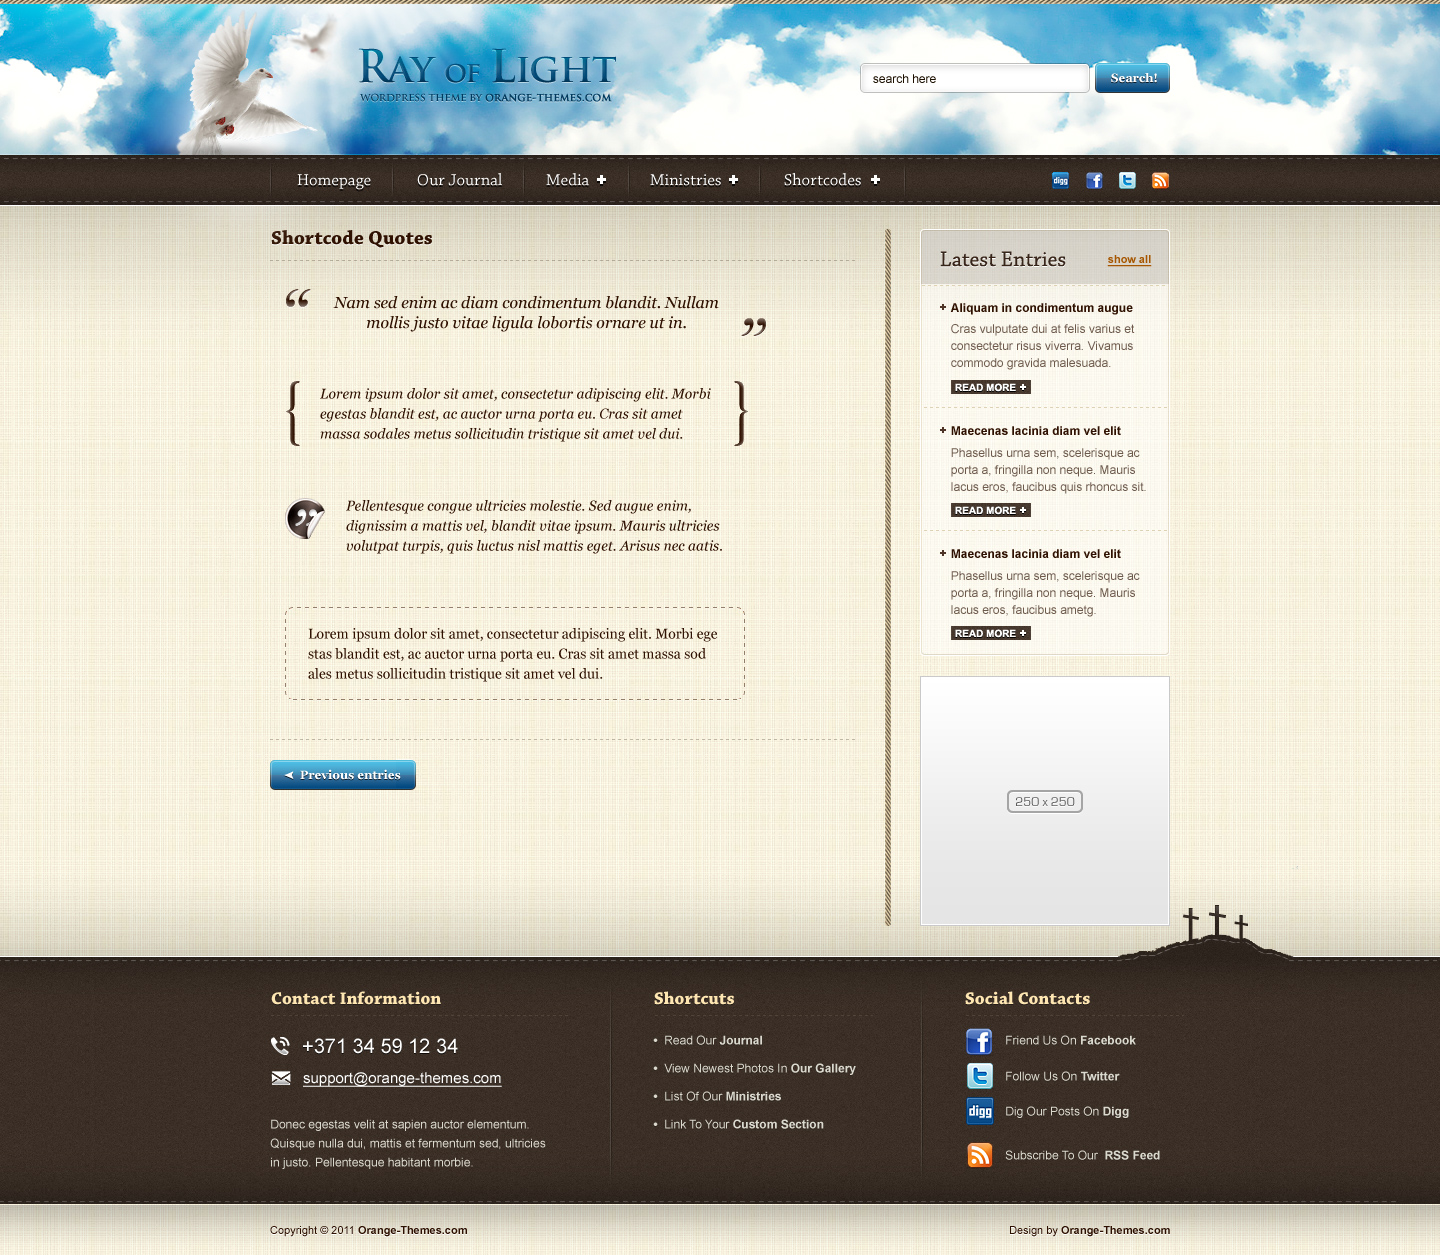 RAY OF LIGHT
WORDPRESS THEME BY ORANGE-THEMES.COM
search here
Search!
Homepage
Our Journal
Media +
Ministries +
Shortcodes +
digg
Shortcode Quotes
“ Nam sed enim ac diam condimentum blandit. Nullam
mollis justo vitae ligula lobortis ornare ut in. ”
{ Lorem ipsum dolor sit amet, consectetur adipiscing elit. Morbi
egestas blandit est, ac auctor urna porta eu. Cras sit amet
massa sodales metus sollicitudin tristique sit amet vel dui. }
Pellentesque congue ultricies molestie. Sed augue enim,
dignissim a mattis vel, blandit vitae ipsum. Mauris ultricies
volutpat turpis, quis luctus nisl mattis eget. Arisus nec aatis.
Lorem ipsum dolor sit amet, consectetur adipiscing elit. Morbi ege
stas blandit est, ac auctor urna porta eu. Cras sit amet massa sod
ales metus sollicitudin tristique sit amet vel dui.
Previous entries
Latest Entries
show all
+ Aliquam in condimentum augue
Cras vulputate dui at felis varius et
consectetur risus viverra. Vivamus
commodo gravida malesuada.
READ MORE +
+ Maecenas lacinia diam vel elit
Phasellus urna sem, scelerisque ac
porta a, fringilla non neque. Mauris
lacus eros, faucibus quis rhoncus sit.
READ MORE +
+ Maecenas lacinia diam vel elit
Phasellus urna sem, scelerisque ac
porta a, fringilla non neque. Mauris
lacus eros, faucibus ametg.
READ MORE +
250 x 250
Contact Information
+371 34 59 12 34
support@orange-themes.com
Donec egestas velit at sapien auctor elementum.
Quisque nulla dui, mattis et fermentum sed, ultricies
in justo. Pellentesque habitant morbie.
Shortcuts
• Read Our Journal
• View Newest Photos In Our Gallery
• List Of Our Ministries
• Link To Your Custom Section
Social Contacts
Friend Us On Facebook
Follow Us On Twitter
digg
Dig Our Posts On Digg
Subscribe To Our RSS Feed
Copyright © 2011 Orange-Themes.com
Design by Orange-Themes.com